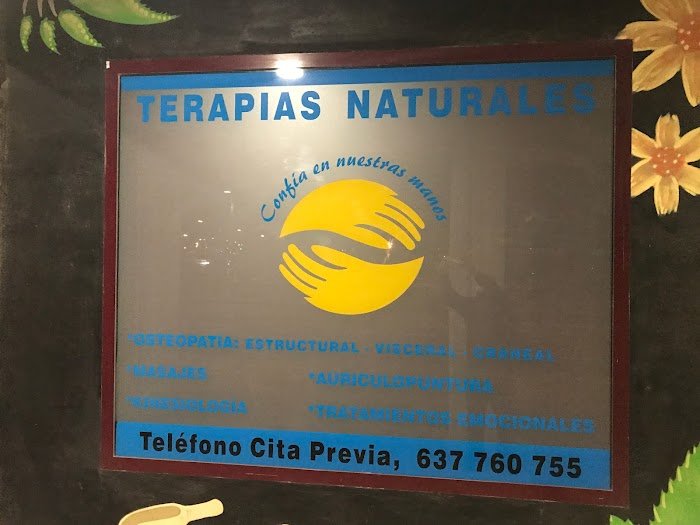 TERAPIAS NATURALES
Confía en nuestras manos
*OSTEOPATIA: ESTRUCTURAL - VISCERAL - CRANEAL
*MASAJES
*AURICULOPUNTURA
*KINESIOLOGIA
*TRATAMIENTOS EMOCIONALES
Teléfono Cita Previa, 637 760 755